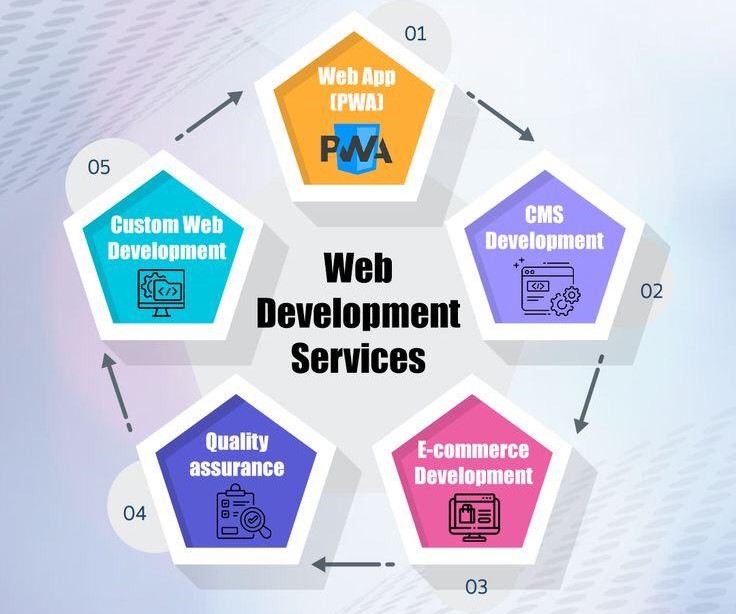 01
Web App
(PWA)
PWA
05
Custom Web
Development
CMS
Development
02
Web
Development
Services
Quality
assurance
04
E-commerce
Development
03